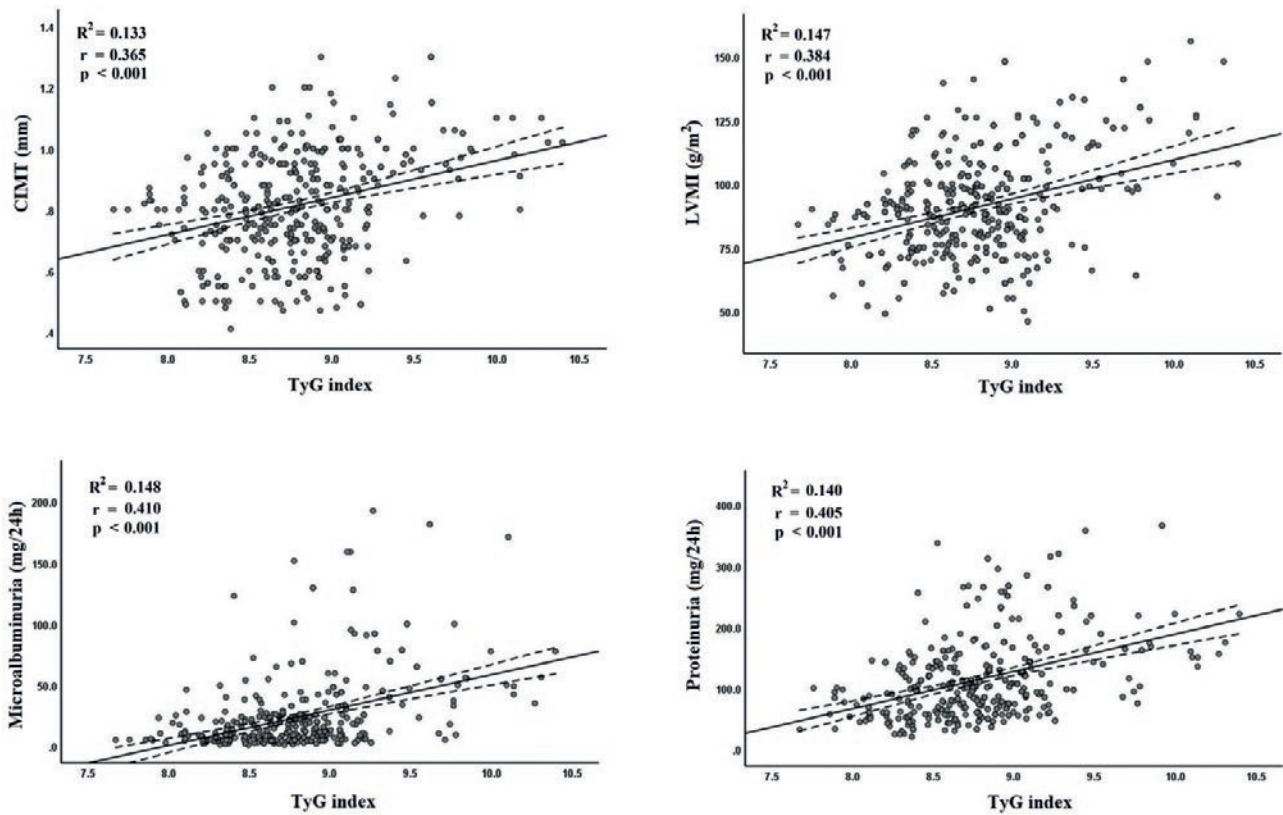 R² = 0.133
r = 0.365
p < 0.001
CIMT (mm)
1.4
1.2
1.0
.8
.6
.4
7.5 8.0 8.5 9.0 9.5 10.0 10.5
TyG index
R² = 0.147
r = 0.384
p < 0.001
LVMI (g/m²)
150.0
125.0
100.0
75.0
50.0
7.5 8.0 8.5 9.0 9.5 10.0 10.5
TyG index
R² = 0.148
r = 0.410
p < 0.001
Microalbuminuria (mg/24h)
200.0
150.0
100.0
50.0
.0
7.5 8.0 8.5 9.0 9.5 10.0 10.5
TyG index
R² = 0.140
r = 0.405
p < 0.001
Proteinuria (mg/24h)
400.0
300.0
200.0
100.0
.0
7.5 8.0 8.5 9.0 9.5 10.0 10.5
TyG index